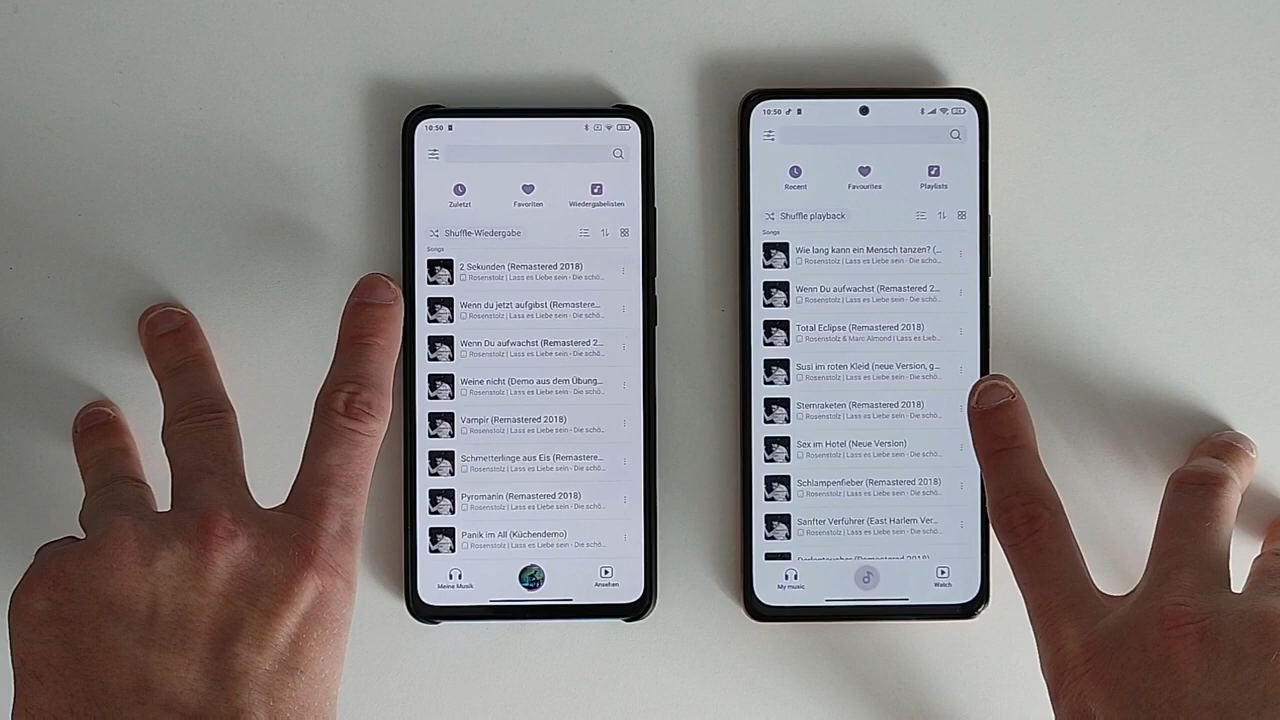 10:50
Zuletzt
Favoriten
Wiedergabelisten
Shuffle-Wiedergabe
Songs
2 Sekunden (Remastered 2018)
Rosenstolz | Lass es Liebe sein - Die schö...
Wenn du jetzt aufgibst (Remastere...
Rosenstolz | Lass es Liebe sein - Die schö...
Wenn Du aufwachst (Remastered 2...
Rosenstolz | Lass es Liebe sein - Die schö...
Weine nicht (Demo aus dem Übung...
Rosenstolz | Lass es Liebe sein - Die schö...
Vampir (Remastered 2018)
Rosenstolz | Lass es Liebe sein - Die schö...
Schmetterlinge aus Eis (Remastere...
Rosenstolz | Lass es Liebe sein - Die schö...
Pyromanin (Remastered 2018)
Rosenstolz | Lass es Liebe sein - Die schö...
Panik im All (Küchendemo)
Rosenstolz | Lass es Liebe sein - Die schö...
Meine Musik
Ansehen
10:50
Recent
Favourites
Playlists
Shuffle playback
Songs
Wie lang kann ein Mensch tanzen? (...
Rosenstolz | Lass es Liebe sein - Die schö...
Wenn Du aufwachst (Remastered 2...
Rosenstolz | Lass es Liebe sein - Die schö...
Total Eclipse (Remastered 2018)
Rosenstolz & Marc Almond | Lass es Lieb...
Susi im roten Kleid (neue Version, g...
Rosenstolz | Lass es Liebe sein - Die schö...
Sternraketen (Remastered 2018)
Rosenstolz | Lass es Liebe sein - Die schö...
Sex im Hotel (Neue Version)
Rosenstolz | Lass es Liebe sein - Die schö...
Schlampenfieber (Remastered 2018)
Rosenstolz | Lass es Liebe sein - Die schö...
Sanfter Verführer (East Harlem Ver...
Rosenstolz | Lass es Liebe sein - Die schö...
Perlentaucher (Remastered 2018)
My music
Watch